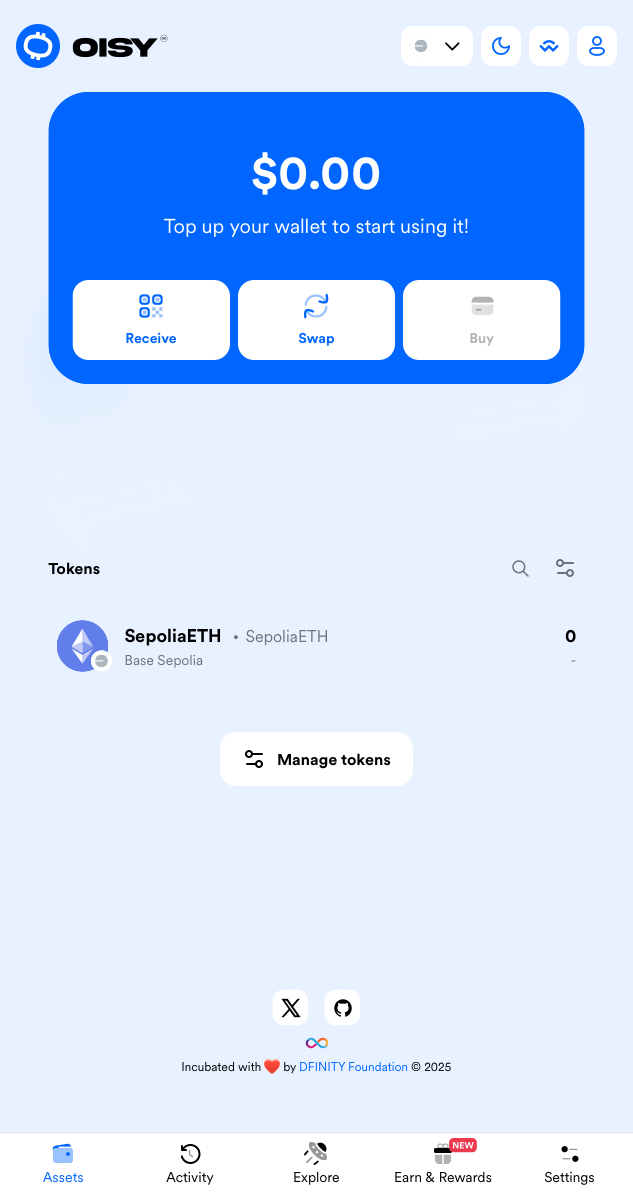 OISY
$0.00
Top up your wallet to start using it!
Receive
Swap
Buy
Tokens
SepoliaETH • SepoliaETH
0
Base Sepolia
-
Manage tokens
Incubated with ❤️ by DFINITY Foundation © 2025
NEW
Assets
Activity
Explore
Earn & Rewards
Settings